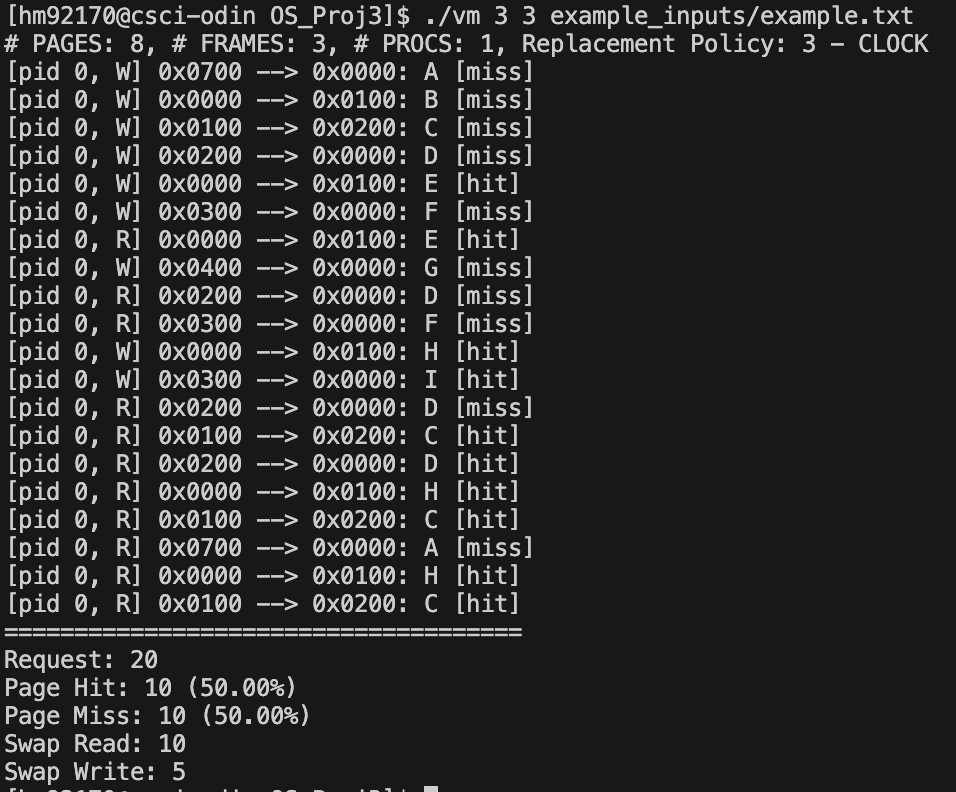 [hm92170@csci-odin OS_Proj3]$ ./vm 3 3 example_inputs/example.txt
# PAGES: 8, # FRAMES: 3, # PROCS: 1, Replacement Policy: 3 - CLOCK
[pid 0, W] 0x0700 --> 0x0000: A [miss]
[pid 0, W] 0x0000 --> 0x0100: B [miss]
[pid 0, W] 0x0100 --> 0x0200: C [miss]
[pid 0, W] 0x0200 --> 0x0000: D [miss]
[pid 0, W] 0x0000 --> 0x0100: E [hit]
[pid 0, W] 0x0300 --> 0x0000: F [miss]
[pid 0, R] 0x0000 --> 0x0100: E [hit]
[pid 0, W] 0x0400 --> 0x0000: G [miss]
[pid 0, R] 0x0200 --> 0x0000: D [miss]
[pid 0, R] 0x0300 --> 0x0000: F [miss]
[pid 0, W] 0x0000 --> 0x0100: H [hit]
[pid 0, W] 0x0300 --> 0x0000: I [hit]
[pid 0, R] 0x0200 --> 0x0000: D [miss]
[pid 0, R] 0x0100 --> 0x0200: C [hit]
[pid 0, R] 0x0200 --> 0x0000: D [hit]
[pid 0, R] 0x0000 --> 0x0100: H [hit]
[pid 0, R] 0x0100 --> 0x0200: C [hit]
[pid 0, R] 0x0700 --> 0x0000: A [miss]
[pid 0, R] 0x0000 --> 0x0100: H [hit]
[pid 0, R] 0x0100 --> 0x0200: C [hit]
=====================================
Request: 20
Page Hit: 10 (50.00%)
Page Miss: 10 (50.00%)
Swap Read: 10
Swap Write: 5